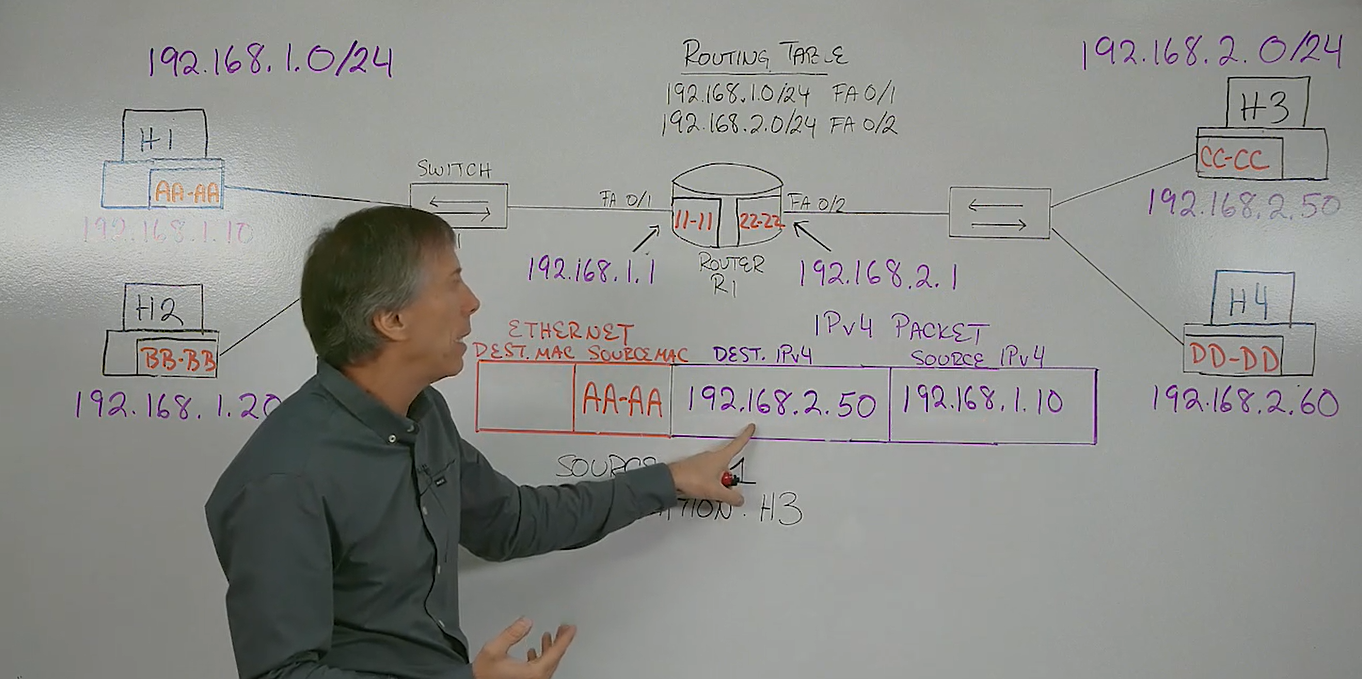 192.168.1.0/24
ROUTING TABLE
192.168.1.0/24 FA 0/1
192.168.2.0/24 FA 0/2
192.168.2.0/24
H1
AA-AA
192.168.1.10
SWITCH
FA 0/1
11-11
22-22
FA 0/2
ROUTER
R1
192.168.1.1
192.168.2.1
H3
CC-CC
192.168.2.50
H2
BB-BB
192.168.1.20
H4
DD-DD
192.168.2.60
ETHERNET
IPV4 PACKET
DEST. MAC SOURCE MAC DEST. IPv4 SOURCE IPv4
AA-AA 192.168.2.50 192.168.1.10
1
H3